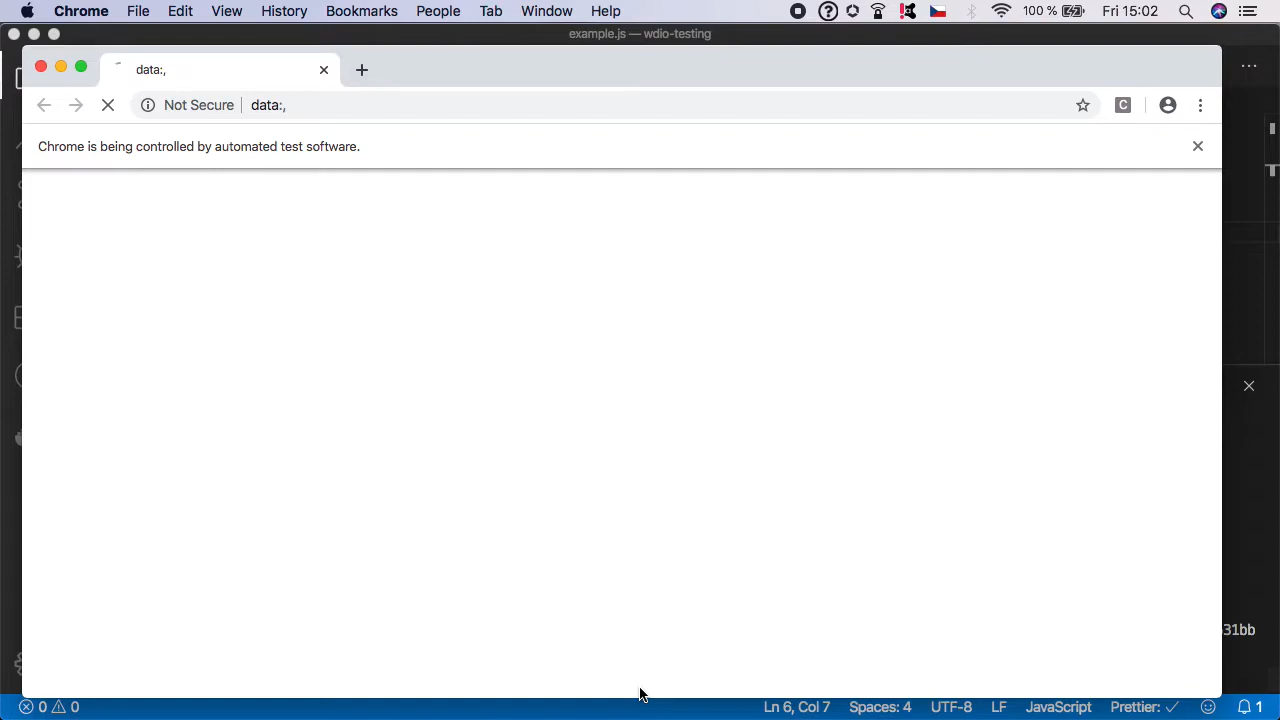 Chrome File Edit View History Bookmarks People Tab Window Help 100 % Fri 15:02
example.js — wdio-testing
data:,
Not Secure data:,
C
Chrome is being controlled by automated test software.
31bb
0 0 Ln 6, Col 7 Spaces: 4 UTF-8 LF JavaScript Prettier: ✓ 1